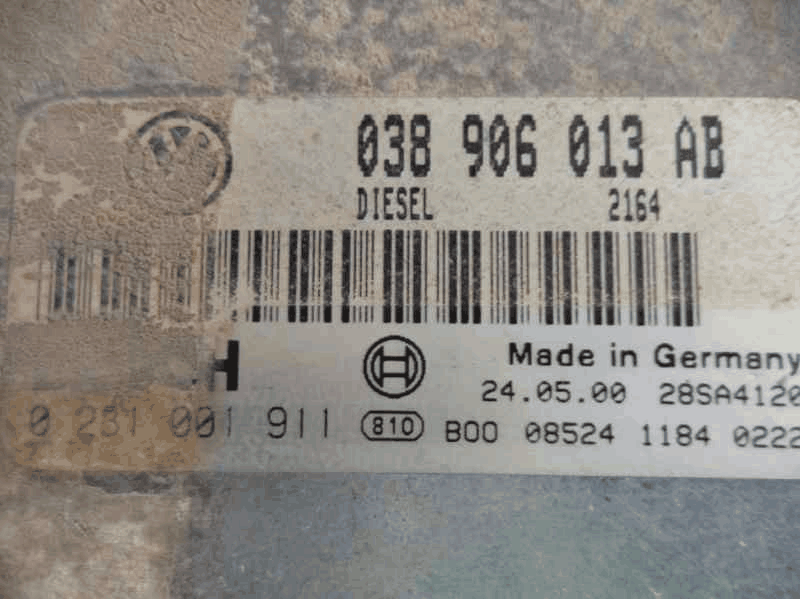 038 906 013 AB
DIESEL 2164
H Made in Germany
24.05.00 28SA4120
0 281 001 911 810 B00 08524 1184 0222